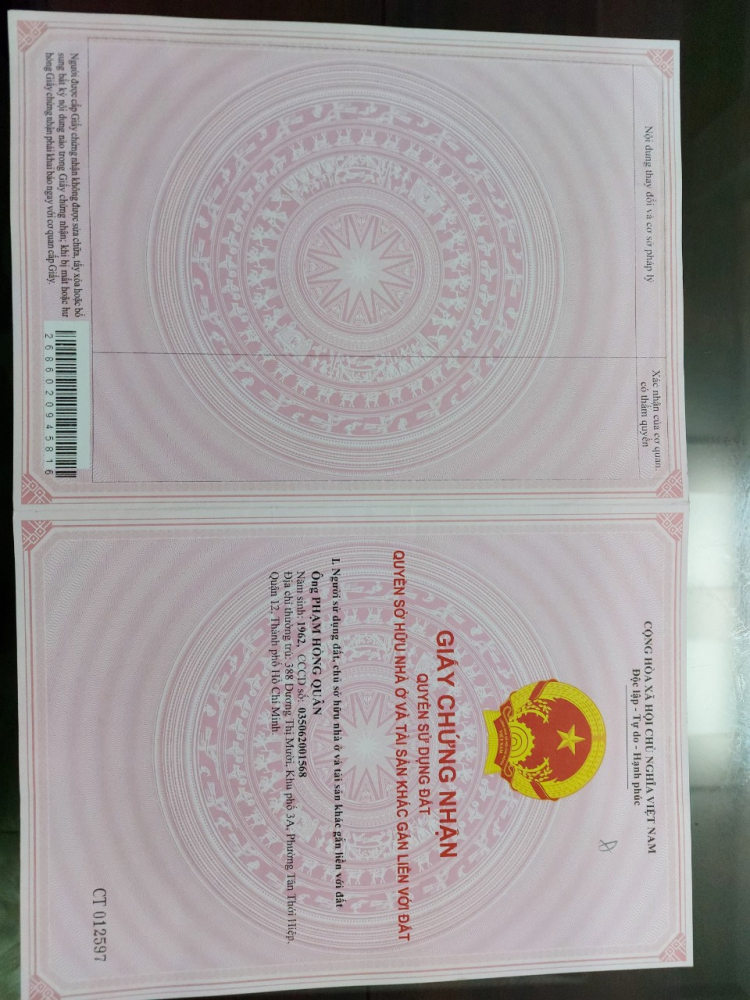 CỘNG HÒA XÃ HỘI CHỦ NGHĨA VIỆT NAM
Độc lập - Tự do - Hạnh phúc
GIẤY CHỨNG NHẬN
QUYỀN SỬ DỤNG ĐẤT
QUYỀN SỞ HỮU NHÀ Ở VÀ TÀI SẢN KHÁC GẮN LIỀN VỚI ĐẤT
I. Người sử dụng đất, chủ sở hữu nhà ở và tài sản khác gắn liền với đất
Ông PHẠM HỒNG QUÂN
Năm sinh: 1962, CCCD số: 035062001568
Địa chỉ thường trú: 388 Dương Thị Mười, Khu phố 3A, Phường Tân Thới Hiệp,
Quận 12, Thành phố Hồ Chí Minh
CT 012597
Nội dung thay đổi và cơ sở pháp lý
Xác nhận của cơ quan
có thẩm quyền
Người được cấp Giấy chứng nhận không được sửa chữa, tẩy xóa hoặc bổ
sung bất kỳ nội dung nào trong Giấy chứng nhận; khi bị mất hoặc hư
hỏng Giấy chứng nhận phải khai báo ngay với cơ quan cấp Giấy.
2686020945816